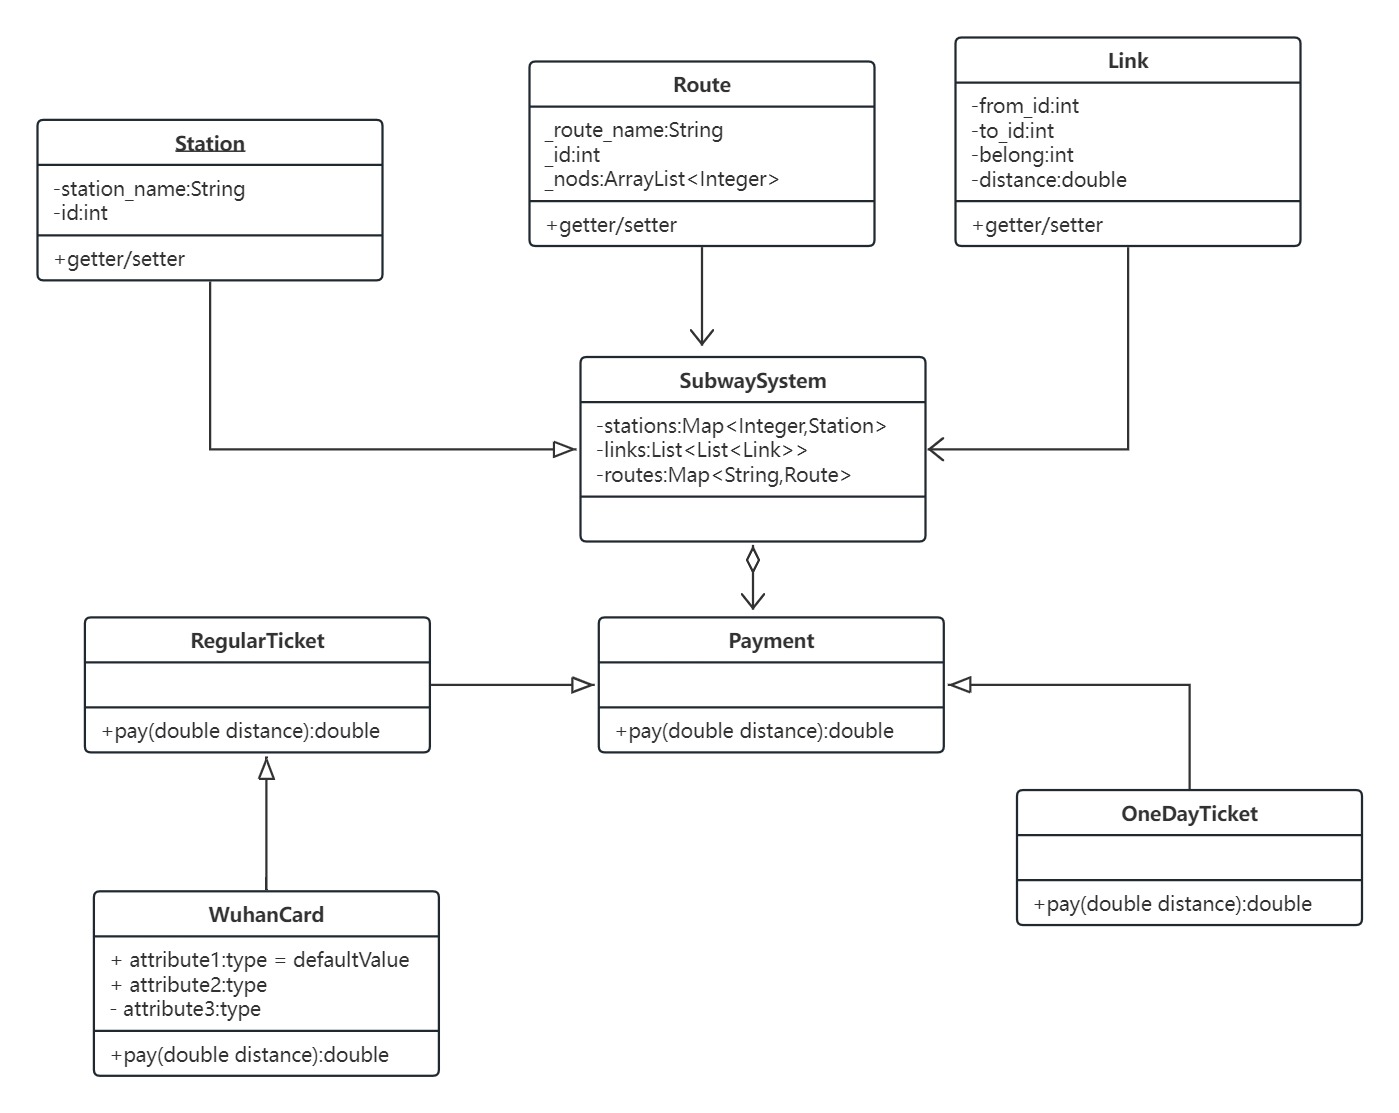 Station
-station_name:String
-id:int
+getter/setter
Route
_route_name:String
_id:int
_nods:ArrayList<Integer>
+getter/setter
Link
-from_id:int
-to_id:int
-belong:int
-distance:double
+getter/setter
SubwaySystem
-stations:Map<Integer,Station>
-links:List<List<Link>>
-routes:Map<String,Route>
RegularTicket
+pay(double distance):double
Payment
+pay(double distance):double
OneDayTicket
+pay(double distance):double
WuhanCard
+ attribute1:type = defaultValue
+ attribute2:type
- attribute3:type
+pay(double distance):double